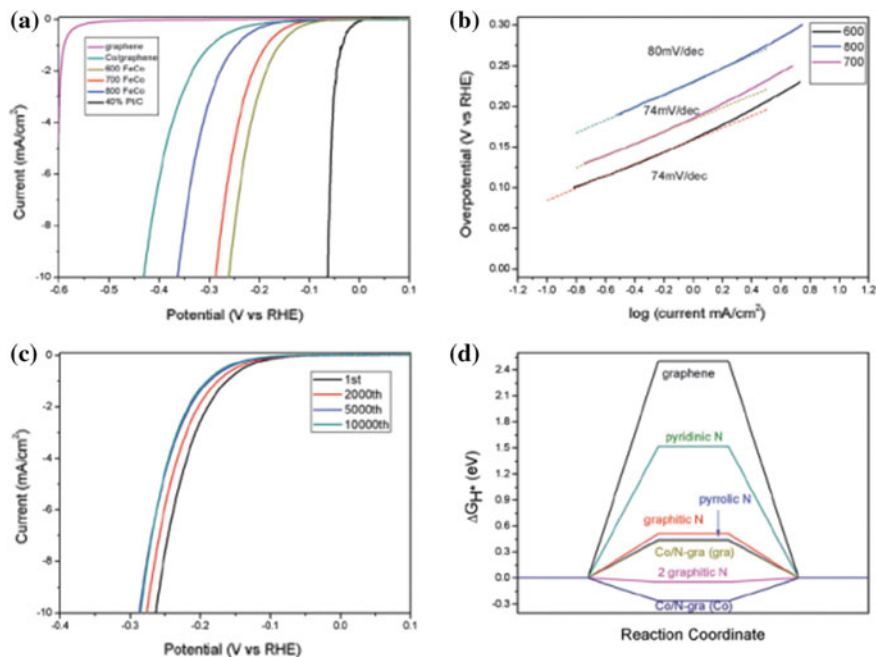 (a)
graphene
Co/graphene
600 FeCo
700 FeCo
800 FeCo
40% Pt/C
Current (mA/cm²)
0
-2
-4
-6
-8
-10
-0.6 -0.5 -0.4 -0.3 -0.2 -0.1 0.0 0.1
Potential (V vs RHE)
(b)
600
800
700
80mV/dec
74mV/dec
74mV/dec
Overpotential (V vs RHE)
0.30
0.25
0.20
0.15
0.10
0.05
0.00
-1.2 -1.0 -0.8 -0.6 -0.4 -0.2 0.0 0.2 0.4 0.6 0.8 1.0 1.2
log (current mA/cm²)
(c)
1st
2000th
5000th
10000th
Current (mA/cm²)
0
-2
-4
-6
-8
-10
-0.4 -0.3 -0.2 -0.1 0.0 0.1
Potential (V vs RHE)
(d)
graphene
pyridinic N
pyrrolic N
graphitic N
Co/N-gra (gra)
2 graphitic N
Co/N-gra (Co)
ΔGH* (eV)
2.4
2.1
1.8
1.5
1.2
0.9
0.6
0.3
0.0
-0.3
Reaction Coordinate